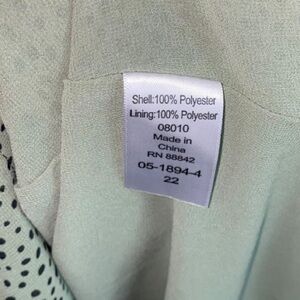 Shell:100% Polyester
Lining:100% Polyester
08010
Made in
China
RN 88842
05-1894-4
22